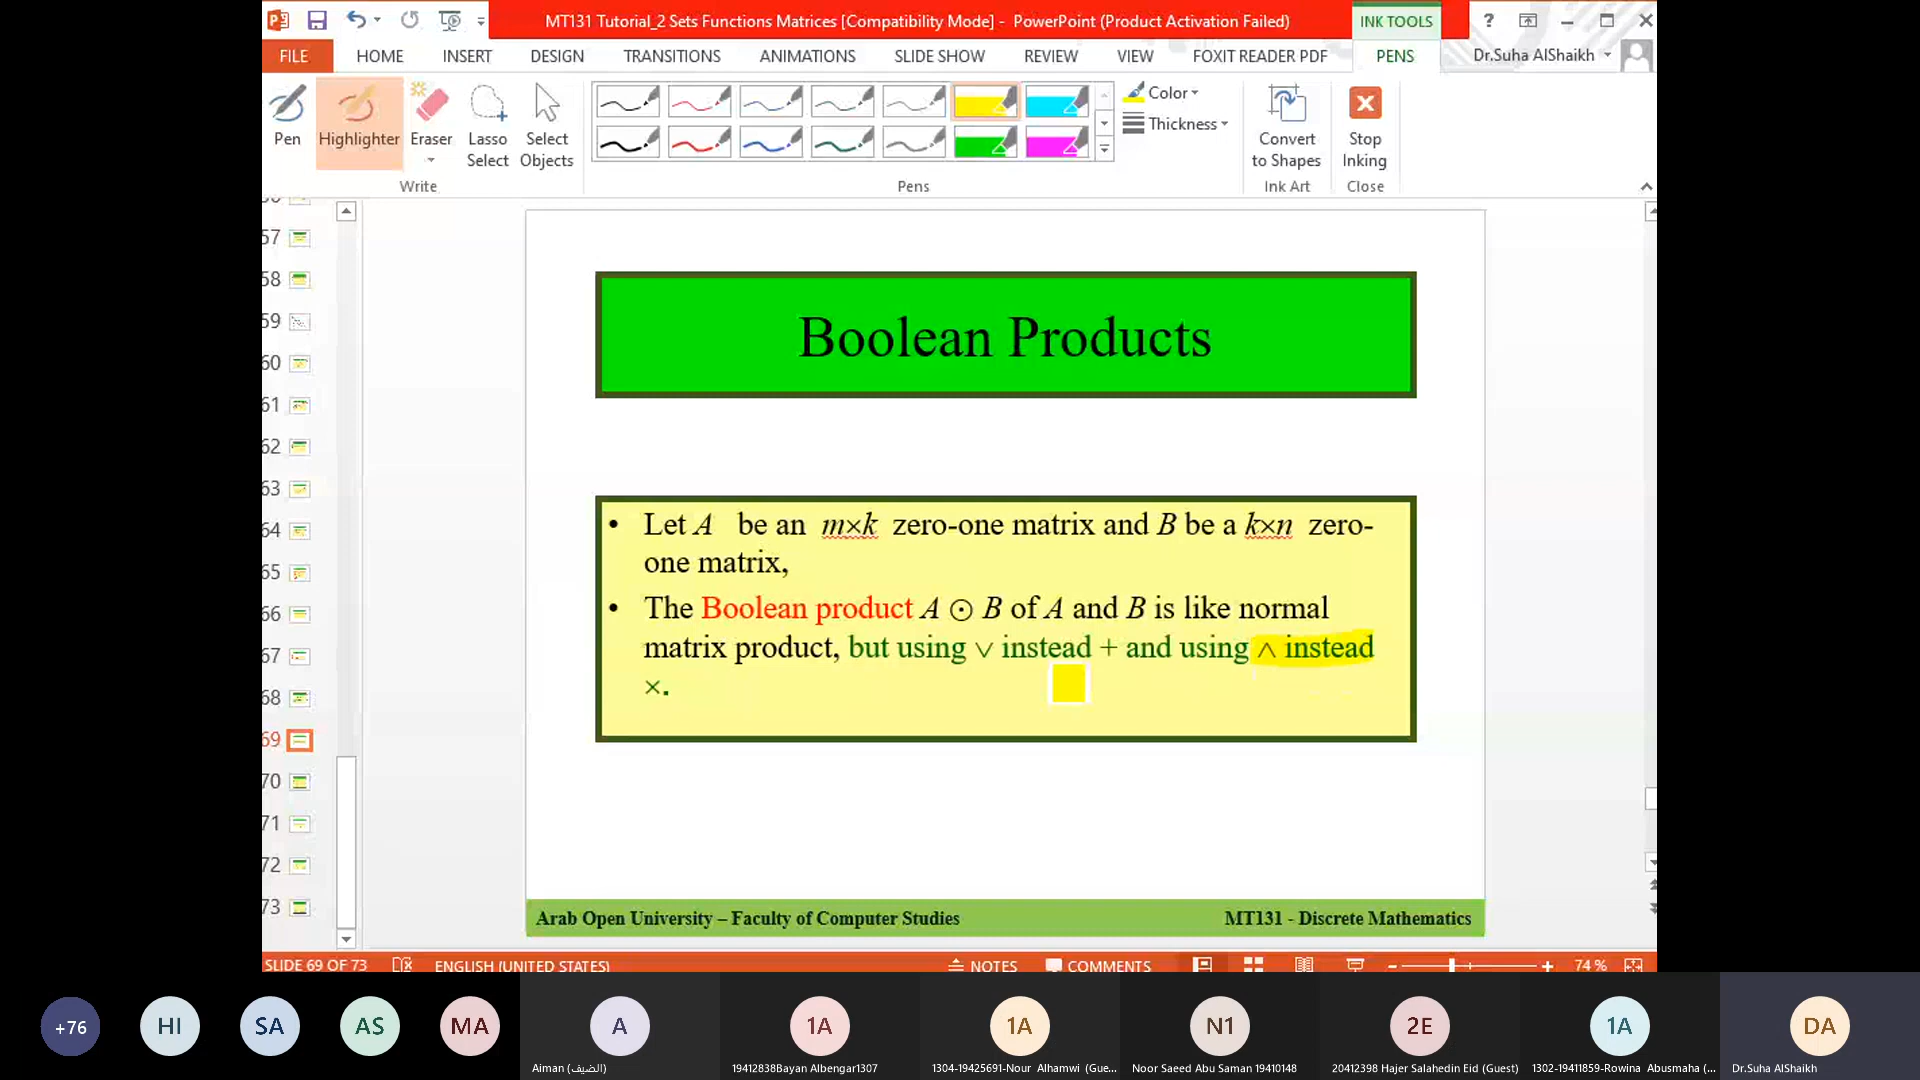 MT131 Tutorial_2 Sets Functions Matrices [Compatibility Mode] - PowerPoint (Product Activation Failed)
INK TOOLS
?
FILE HOME INSERT DESIGN TRANSITIONS ANIMATIONS SLIDE SHOW REVIEW VIEW FOXIT READER PDF PENS Dr.Suha AlShaikh
Pen Highlighter Eraser Lasso Select Select Objects
Color
Thickness
Convert to Shapes
Stop Inking
Write Pens Ink Art Close
57
58
59
60
61
62
63
64
65
66
67
68
69
70
71
72
73
Boolean Products
• Let A be an m×k zero-one matrix and B be a k×n zero-
one matrix,
• The Boolean product A ⊙ B of A and B is like normal
matrix product, but using ∨ instead + and using ∧ instead
×.
Arab Open University – Faculty of Computer Studies MT131 - Discrete Mathematics
SLIDE 69 OF 73 ENGLISH (UNITED STATES) NOTES COMMENTS 74 %
+76 HI SA AS MA A 1A 1A N1 2E 1A DA
Aiman (الضيف) 19412838Bayan Albengar1307 1304-19425691-Nour Alhamwi (Gue... Noor Saeed Abu Saman 19410148 20412398 Hajer Salahedin Eid (Guest) 1302-19411859-Rowina Abusmaha (... Dr.Suha AlShaikh